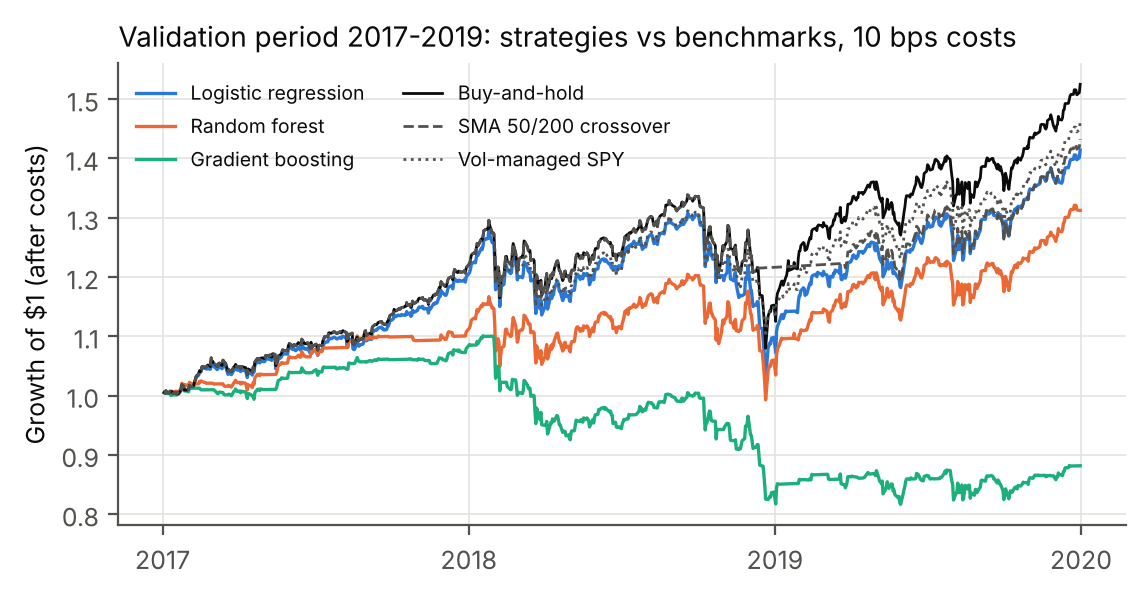 Validation period 2017-2019: strategies vs benchmarks, 10 bps costs
Logistic regression
Random forest
Gradient boosting
Buy-and-hold
SMA 50/200 crossover
Vol-managed SPY
Growth of $1 (after costs)
1.5
1.4
1.3
1.2
1.1
1.0
0.9
0.8
2017
2018
2019
2020